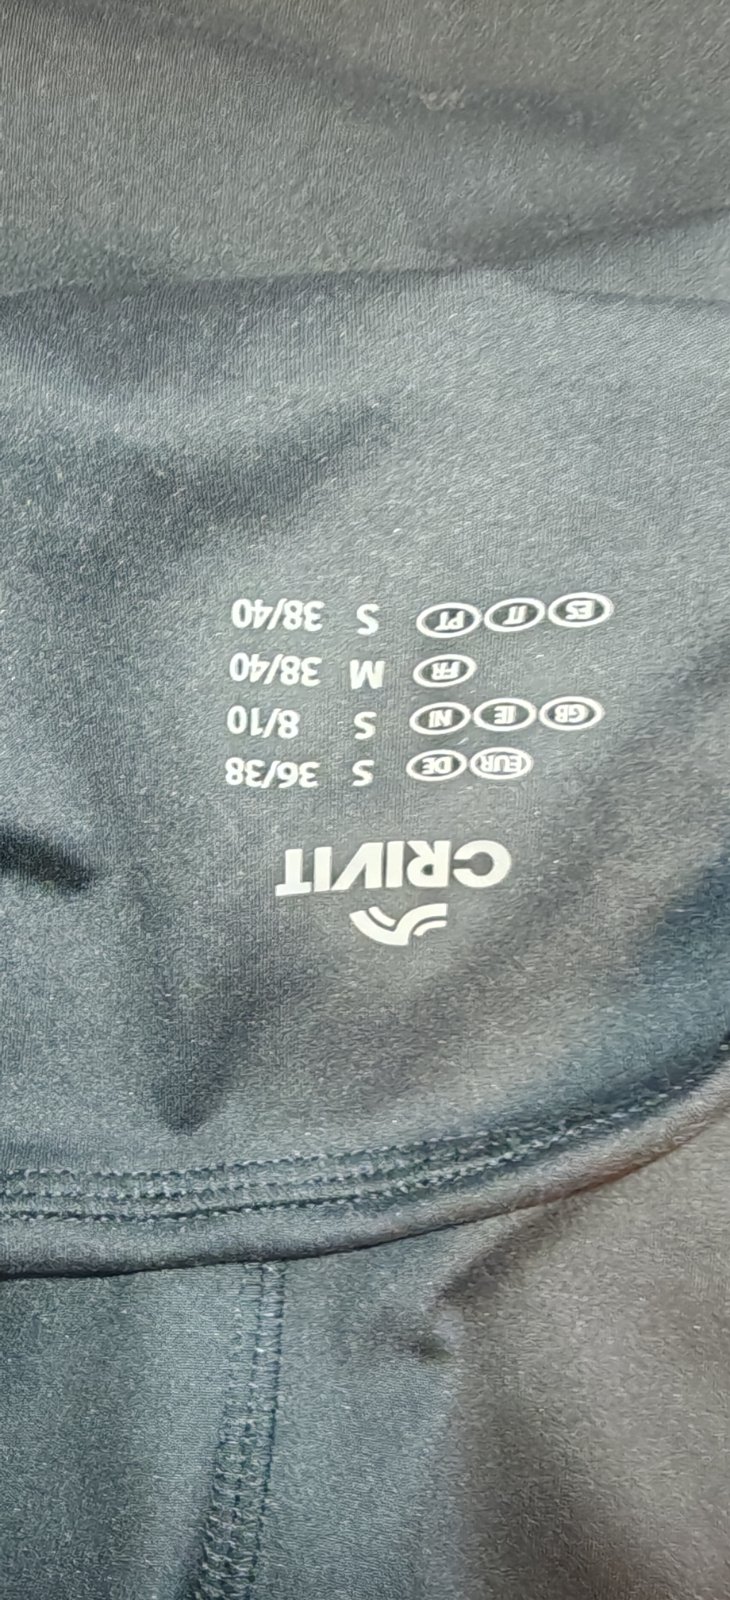 CRIVIT
EUR DE S 36/38
GB IE NI S 8/10
FR M 38/40
ES IT PT S 38/40